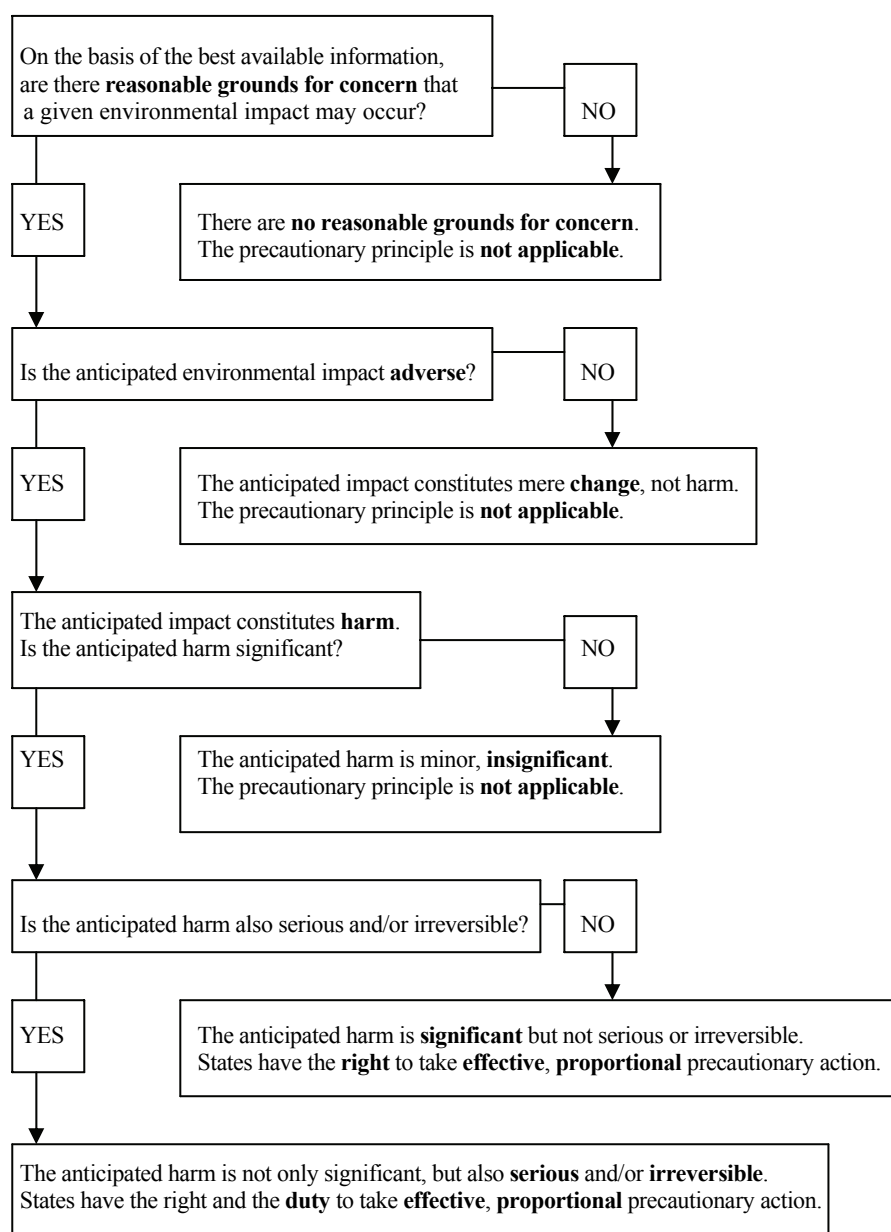 On the basis of the best available information,
are there reasonable grounds for concern that
a given environmental impact may occur?
NO
YES
There are no reasonable grounds for concern.
The precautionary principle is not applicable.
Is the anticipated environmental impact adverse?
NO
YES
The anticipated impact constitutes mere change, not harm.
The precautionary principle is not applicable.
The anticipated impact constitutes harm.
Is the anticipated harm significant?
NO
YES
The anticipated harm is minor, insignificant.
The precautionary principle is not applicable.
Is the anticipated harm also serious and/or irreversible?
NO
YES
The anticipated harm is significant but not serious or irreversible.
States have the right to take effective, proportional precautionary action.
The anticipated harm is not only significant, but also serious and/or irreversible.
States have the right and the duty to take effective, proportional precautionary action.